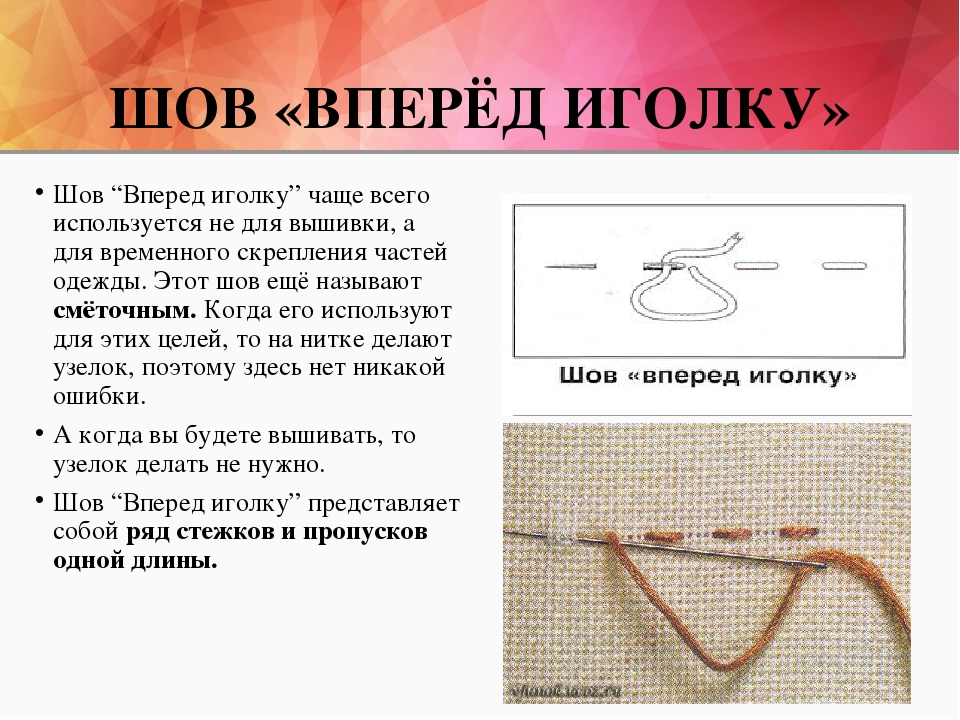 ШОВ «ВПЕРЁД ИГОЛКУ»
• Шов “Вперед иголку” чаще всего
используется не для вышивки, а
для временного скрепления частей
одежды. Этот шов ещё называют
смёточным. Когда его используют
для этих целей, то на нитке делают
узелок, поэтому здесь нет никакой
ошибки.
• А когда вы будете вышивать, то
узелок делать не нужно.
• Шов “Вперед иголку” представляет
собой ряд стежков и пропусков
одной длины.
Шов «вперед иголку»